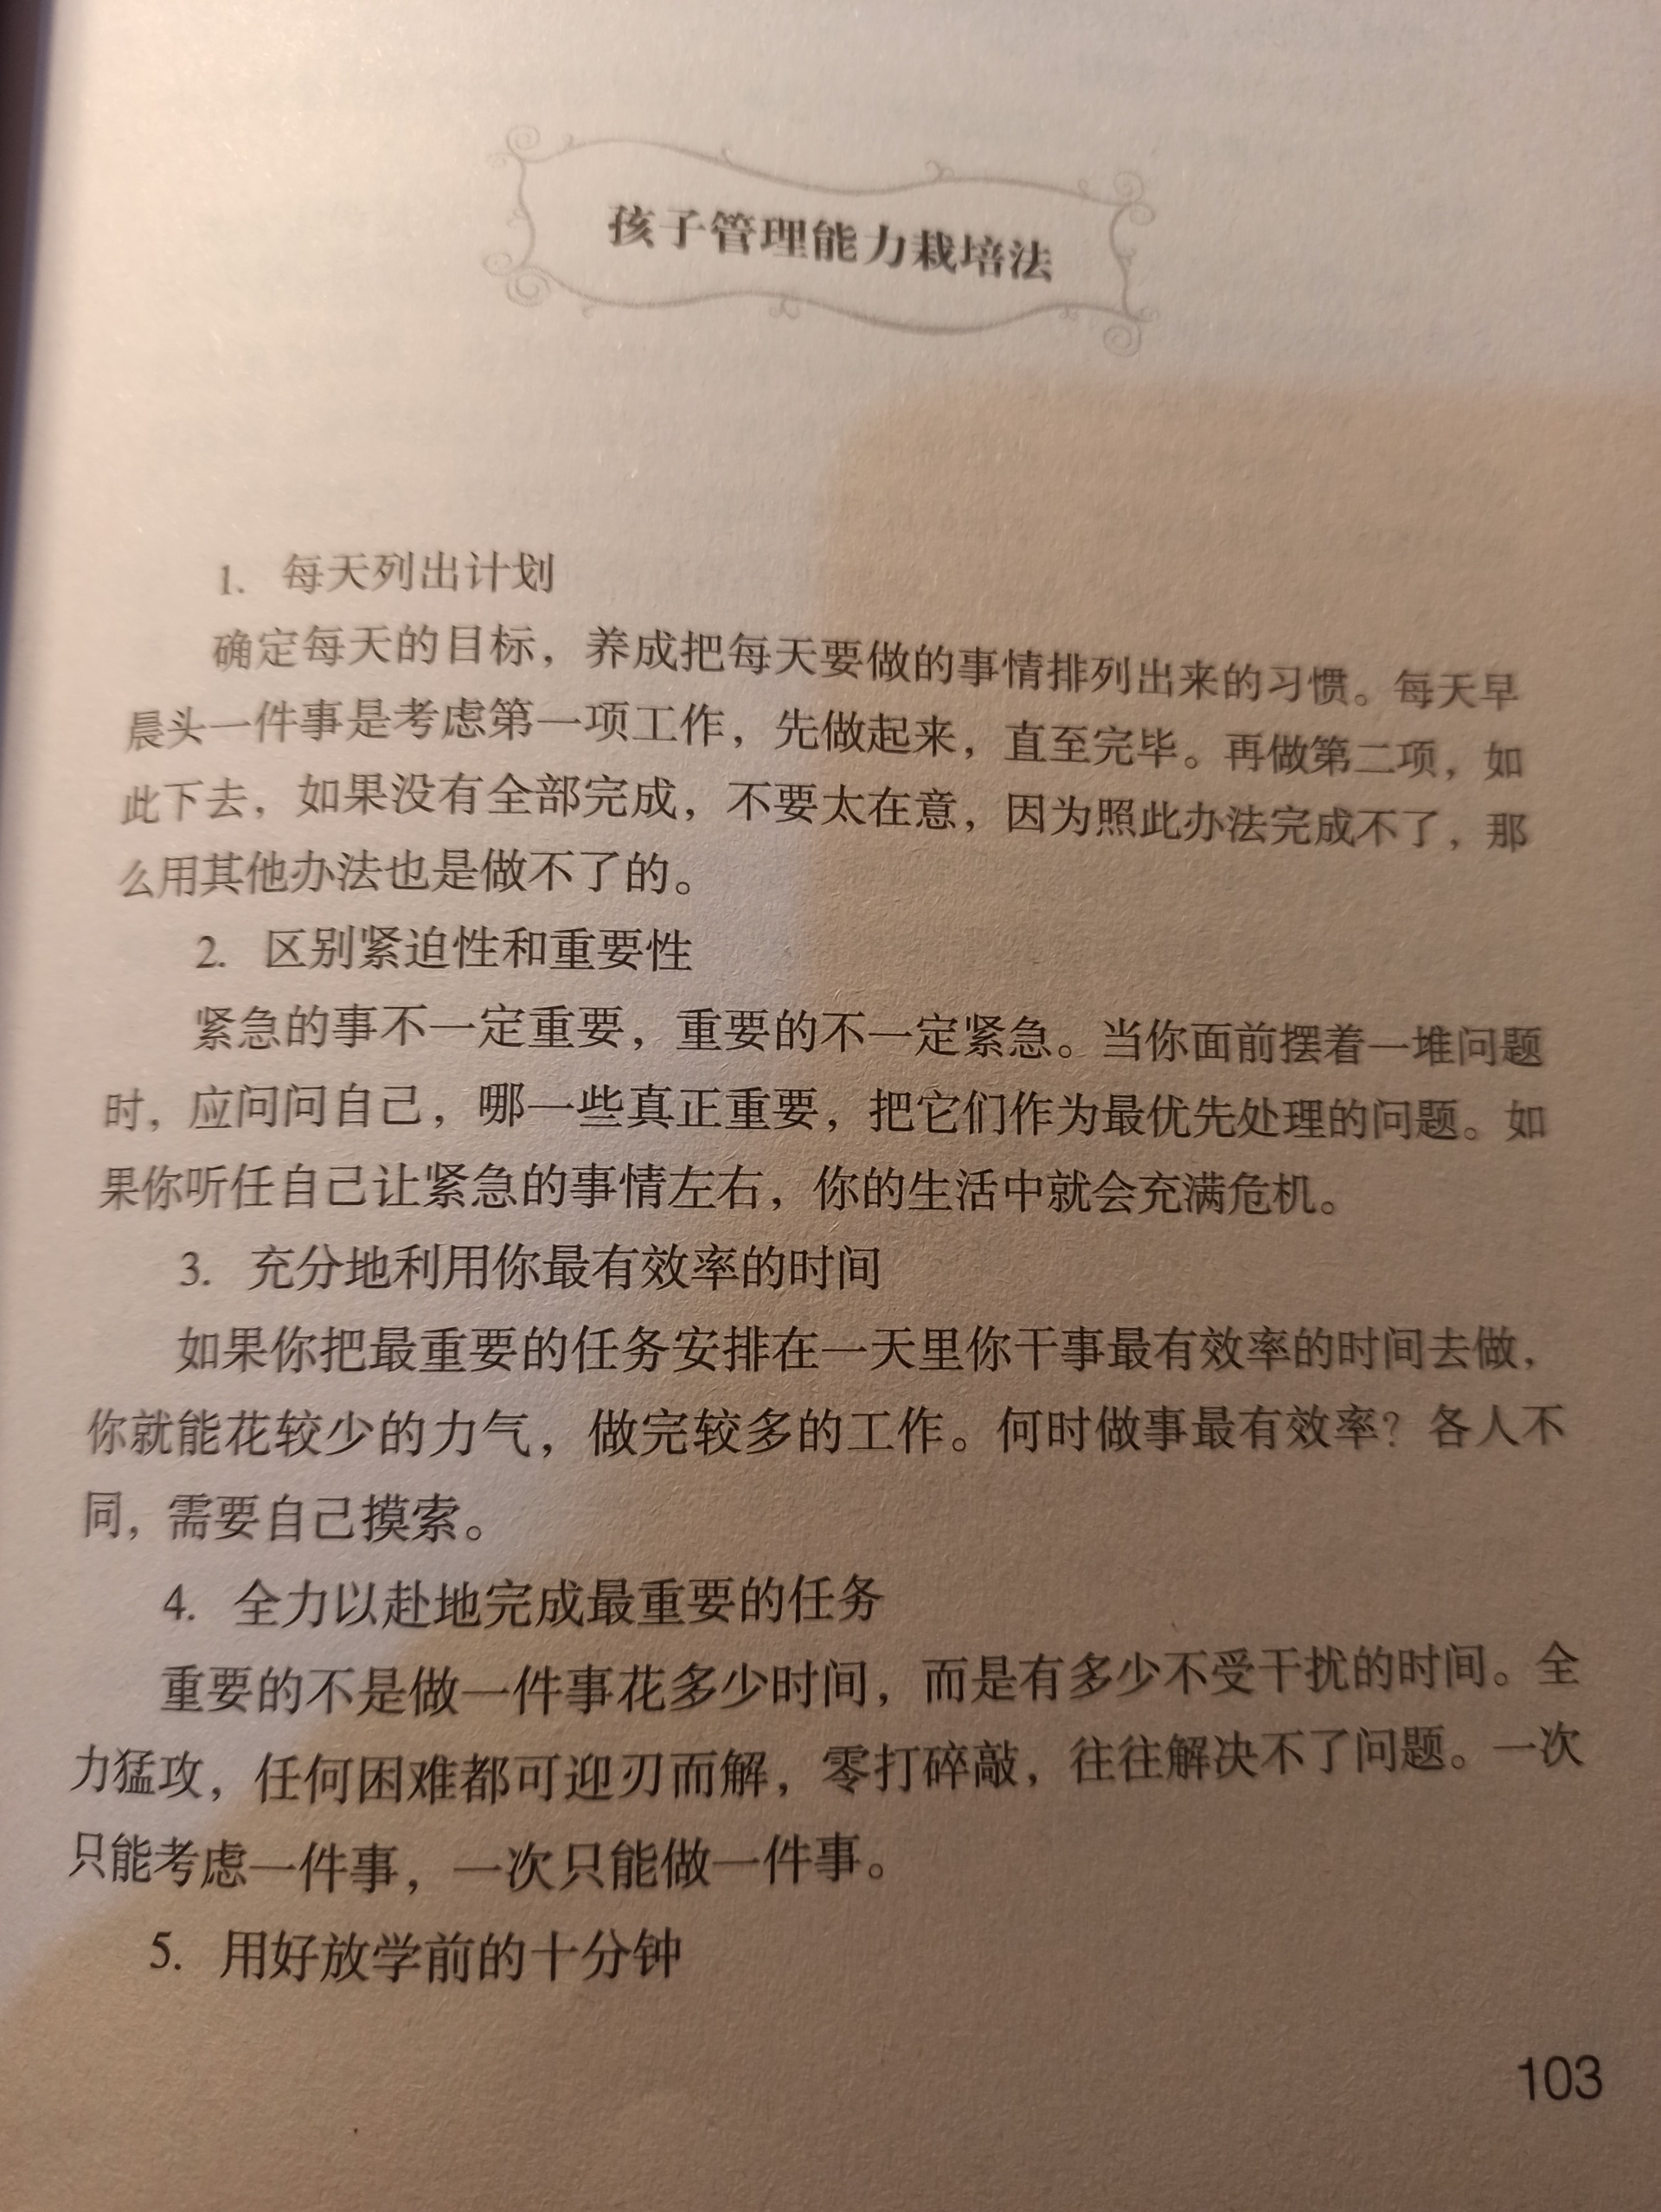 孩子管理能力栽培法
1. 每天列出计划
确定每天的目标，养成把每天要做的事情排列出来的习惯。每天早
晨头一件事是考虑第一项工作，先做起来，直至完毕。再做第二项，如
此下去，如果没有全部完成，不要太在意，因为照此办法完成不了，那
么用其他办法也是做不了的。
2. 区别紧迫性和重要性
紧急的事不一定重要，重要的不一定紧急。当你面前摆着一堆问题
时，应问问自己，哪一些真正重要，把它们作为最优先处理的问题。如
果你听任自己让紧急的事情左右，你的生活中就会充满危机。
3. 充分地利用你最有效率的时间
如果你把最重要的任务安排在一天里你干事最有效率的时间去做，
你就能花较少的力气，做完较多的工作。何时做事最有效率？各人不
同，需要自己摸索。
4. 全力以赴地完成最重要的任务
重要的不是做一件事花多少时间，而是有多少不受干扰的时间。全
力猛攻，任何困难都可迎刃而解，零打碎敲，往往解决不了问题。一次
只能考虑一件事，一次只能做一件事。
5. 用好放学前的十分钟
103